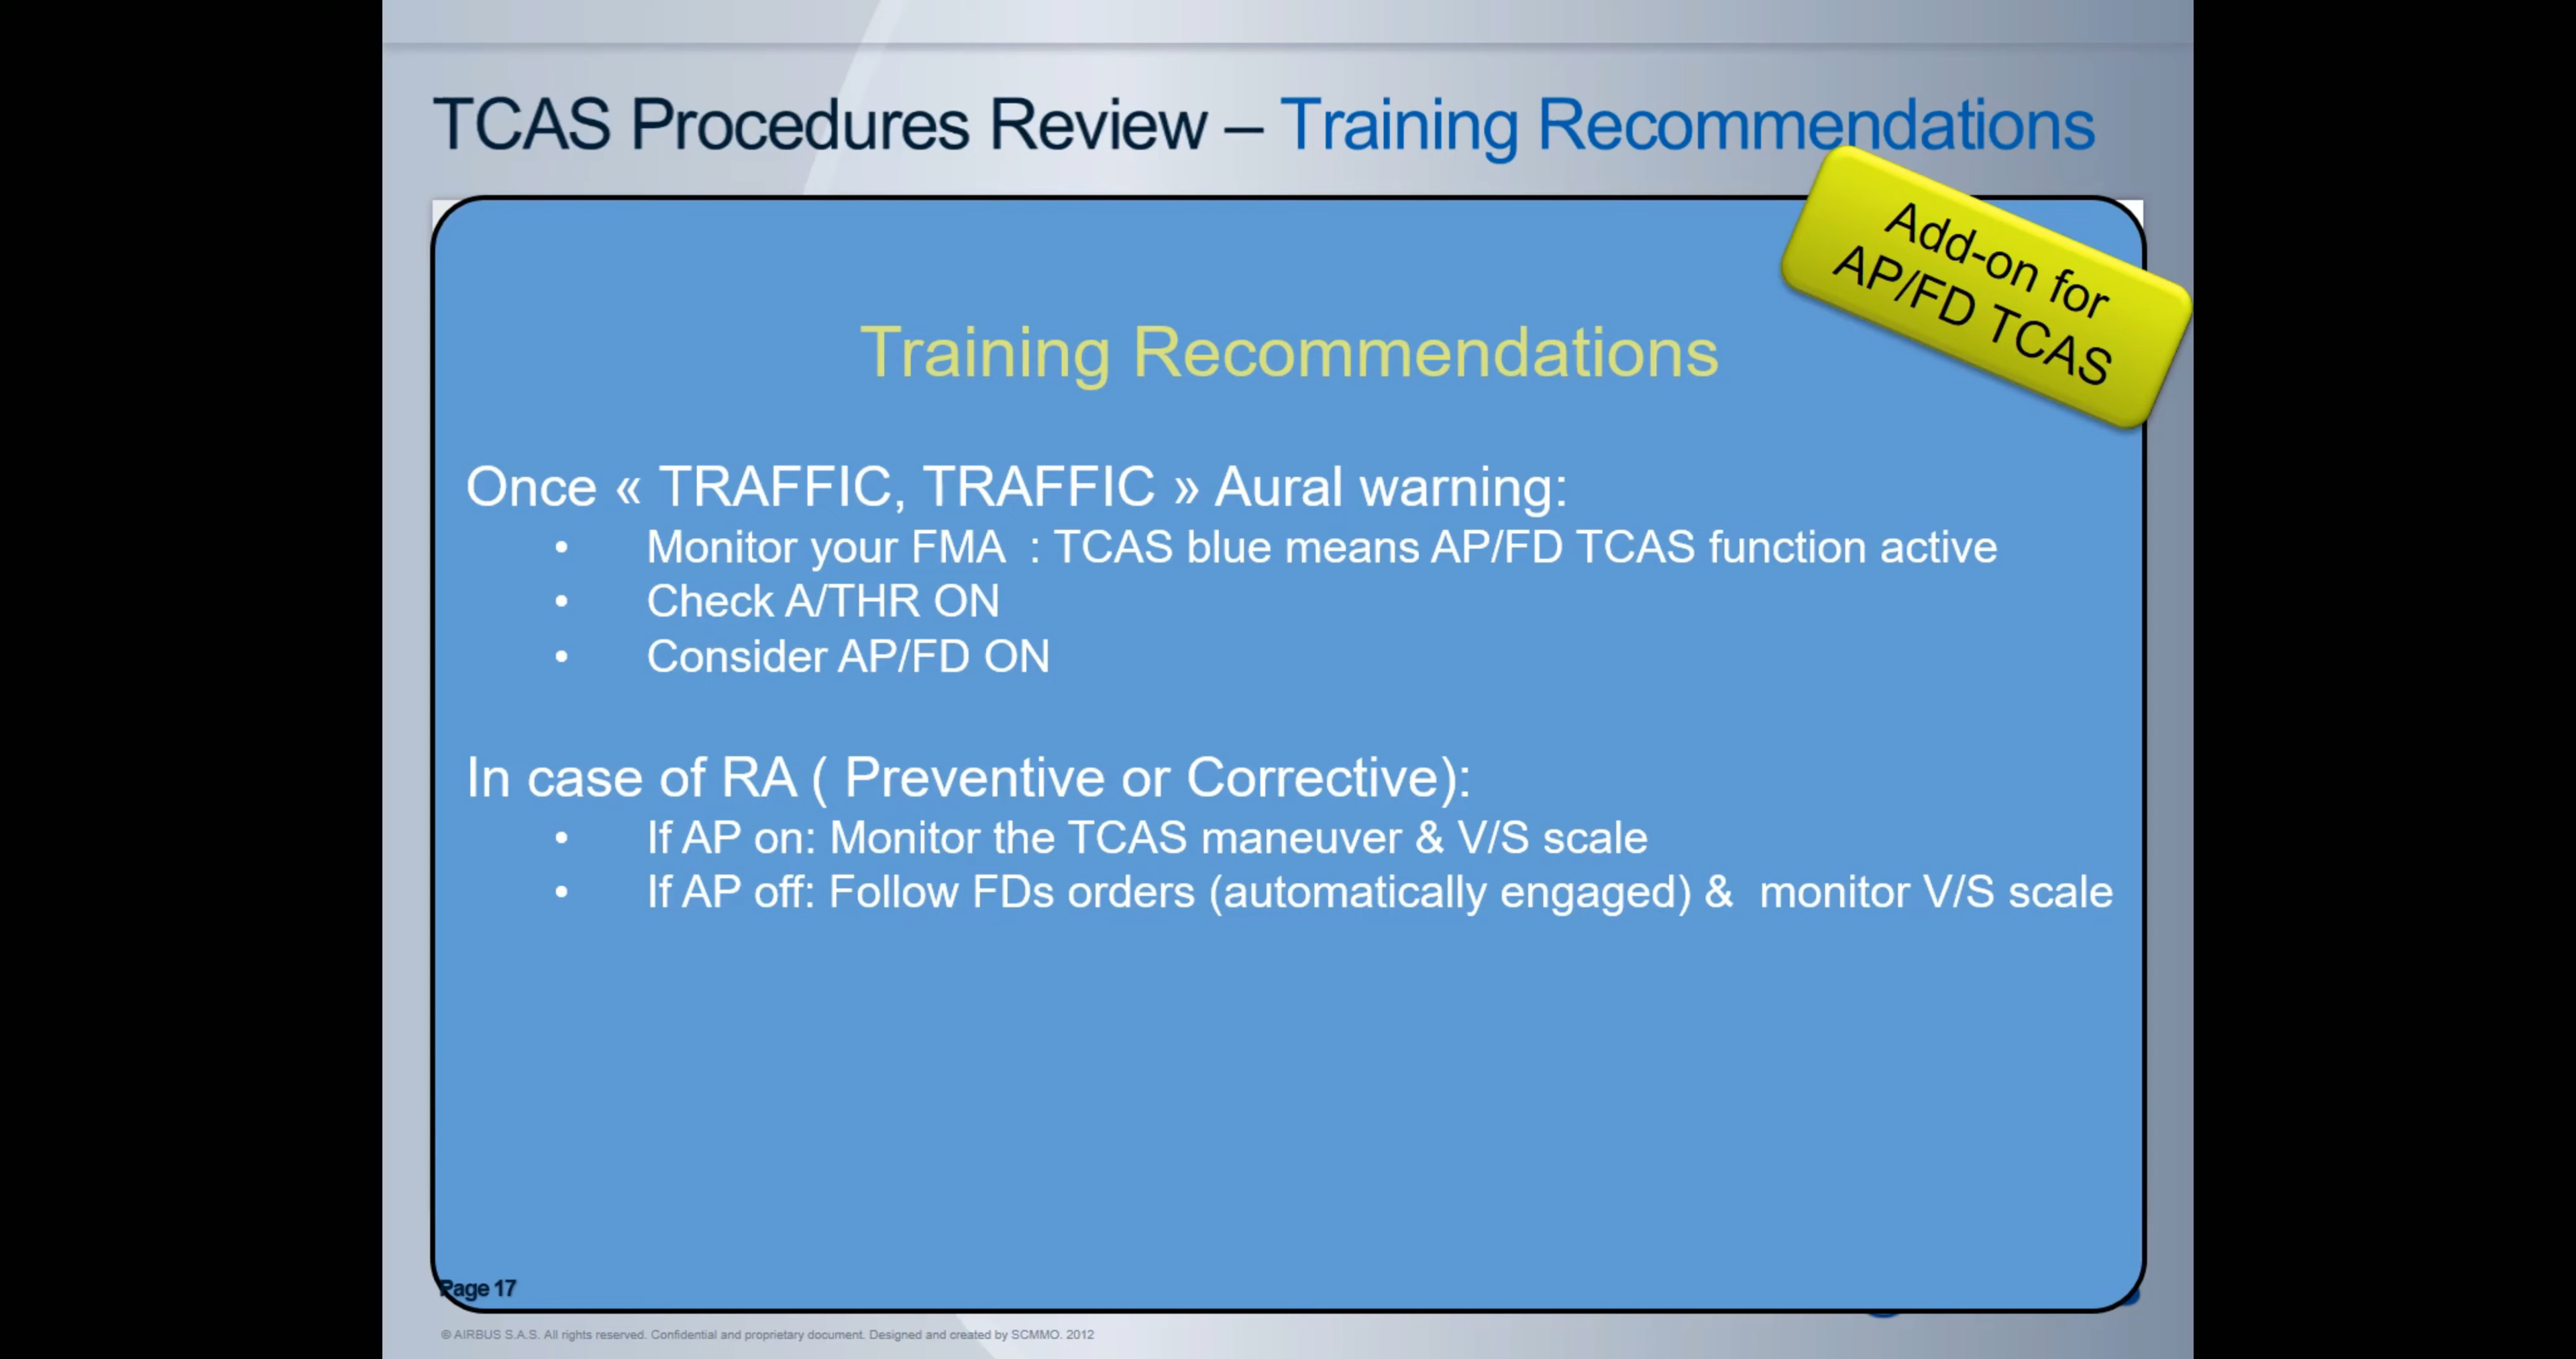 TCAS Procedures Review – Training Recommendations
Add-on for
AP/FD TCAS
Training Recommendations
Once « TRAFFIC, TRAFFIC » Aural warning:
• Monitor your FMA : TCAS blue means AP/FD TCAS function active
• Check A/THR ON
• Consider AP/FD ON
In case of RA ( Preventive or Corrective):
• If AP on: Monitor the TCAS maneuver & V/S scale
• If AP off: Follow FDs orders (automatically engaged) & monitor V/S scale
Page 17
© AIRBUS S.A.S. All rights reserved. Confidential and proprietary document. Designed and created by SCMMO. 2012